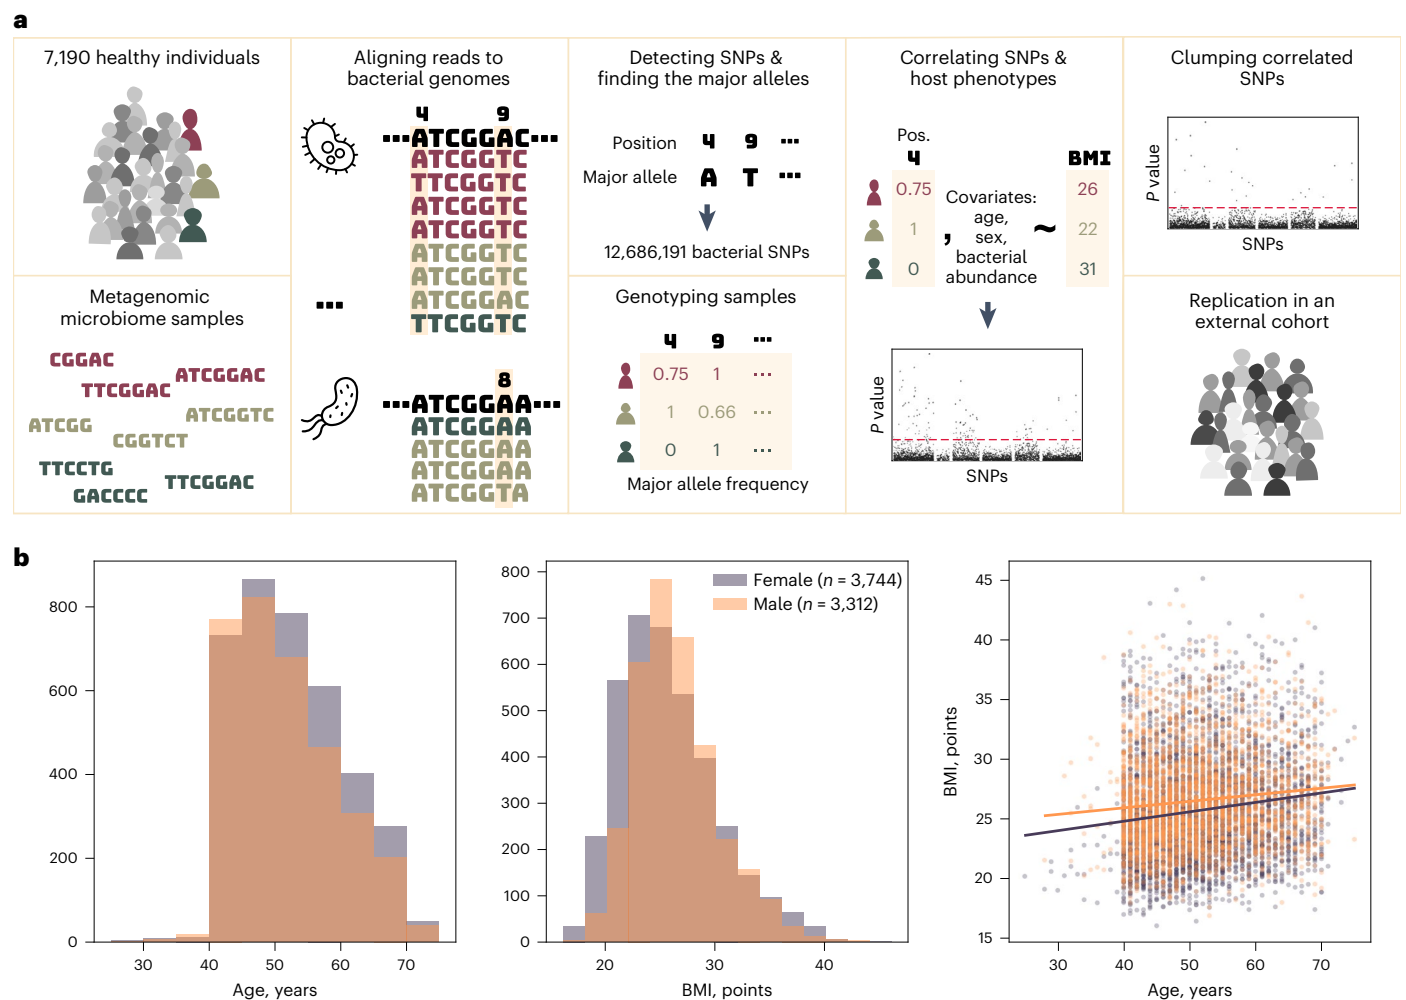 a
7,190 healthy individuals
Metagenomic
microbiome samples
CGGAC
ATCGGAC
TTCGGAC
ATCGGTC
ATCGG
CGGTCT
TTCCTG
TTCGGAC
GACCCC
Aligning reads to
bacterial genomes
4 9
...ATCGGAC...
ATCGGTC
TTCGGTC
ATCGGTC
ATCGGTC
ATCGGTC
ATCGGTC
ATCGGAC
TTCGGTC
...
8
...ATCGGAA...
ATCGGAA
ATCGGAA
ATCGGAA
ATCGGTA
Detecting SNPs &
finding the major alleles
Position 4 9 ...
Major allele A T ...
12,686,191 bacterial SNPs
Genotyping samples
4 9 ...
0.75 1 ...
1 0.66 ...
0 1 ...
Major allele frequency
Correlating SNPs &
host phenotypes
Pos.
4
BMI
0.75
1
0
,
Covariates:
age,
sex,
bacterial
abundance
~
26
22
31
P value
SNPs
Clumping correlated
SNPs
P value
SNPs
Replication in an
external cohort
b
800
600
400
200
0
30 40 50 60 70
Age, years
800
700
600
500
400
300
200
100
0
Female (n = 3,744)
Male (n = 3,312)
20 30 40
BMI, points
45
40
35
30
25
20
15
BMI, points
30 40 50 60 70
Age, years